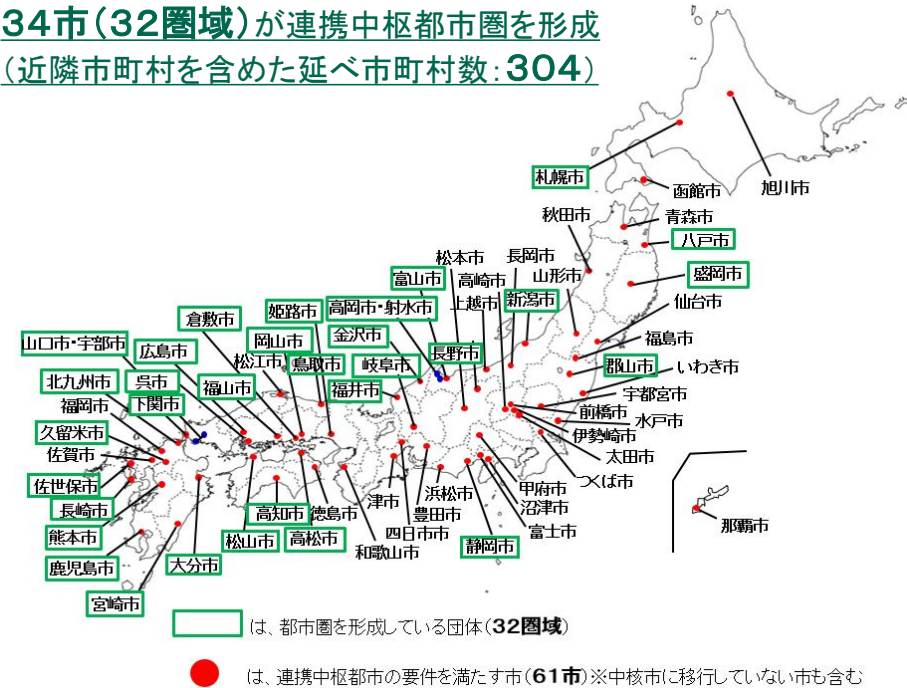 34市(32圏域)が連携中枢都市圏を形成
(近隣市町村を含めた延べ市町村数:304)
札幌市
函館市
旭川市
秋田市
青森市
八戸市
松本市
長岡市
富山市
高崎市
山形市
盛岡市
倉敷市
姫路市
高岡市・射水市
上越市
新潟市
仙台市
山口市・宇部市
広島市
岡山市
金沢市
福島市
松江市
鳥取市
岐阜市
長野市
郡山市
いわき市
北九州市
呉市
福山市
福井市
宇都宮市
福岡市
下関市
前橋市
水戸市
久留米市
伊勢崎市
佐賀市
太田市
佐世保市
つくば市
長崎市
高知市
徳島市
津市
浜松市
甲府市
豊田市
沼津市
熊本市
松山市
高松市
四日市市
静岡市
富士市
那覇市
和歌山市
鹿児島市
大分市
宮崎市
は、都市圏を形成している団体(32圏域)
は、連携中枢都市の要件を満たす市(61市)※中核市に移行していない市も含む